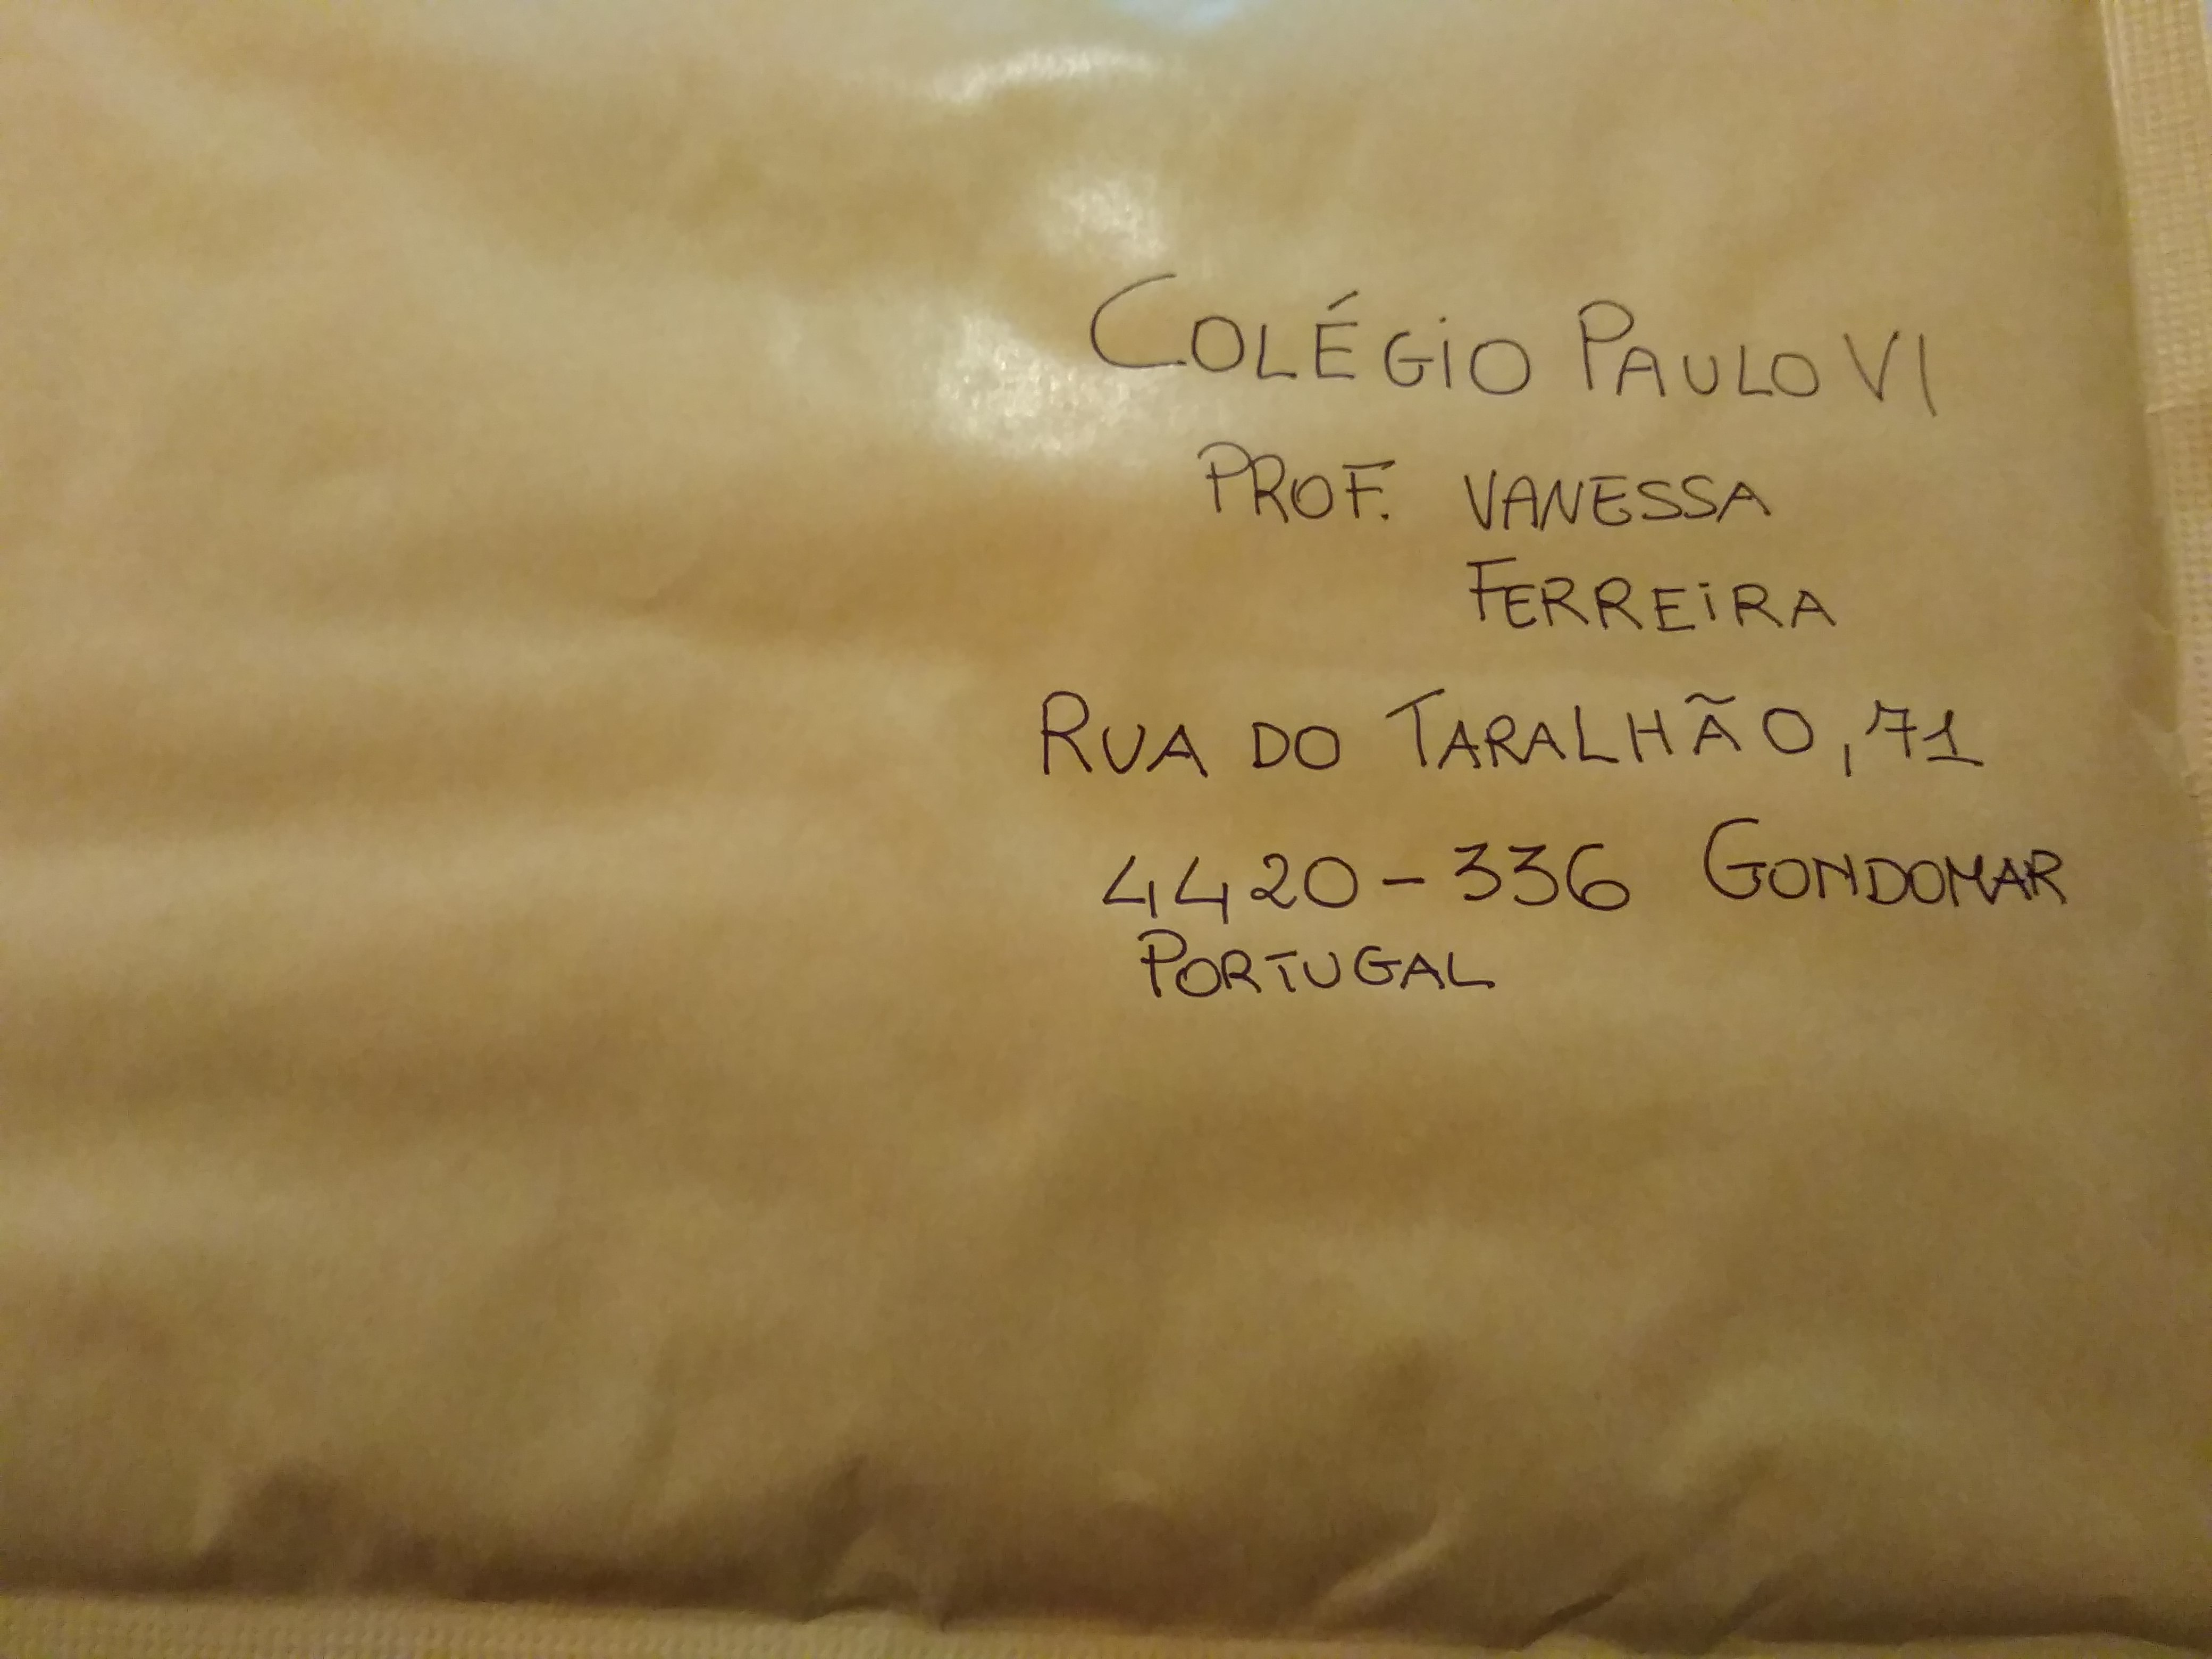 COLÉGIO PAULO VI
PROF. VANESSA
FERREIRA
RUA DO TARALHÃO, 71
4420-336 GONDOMAR
PORTUGAL